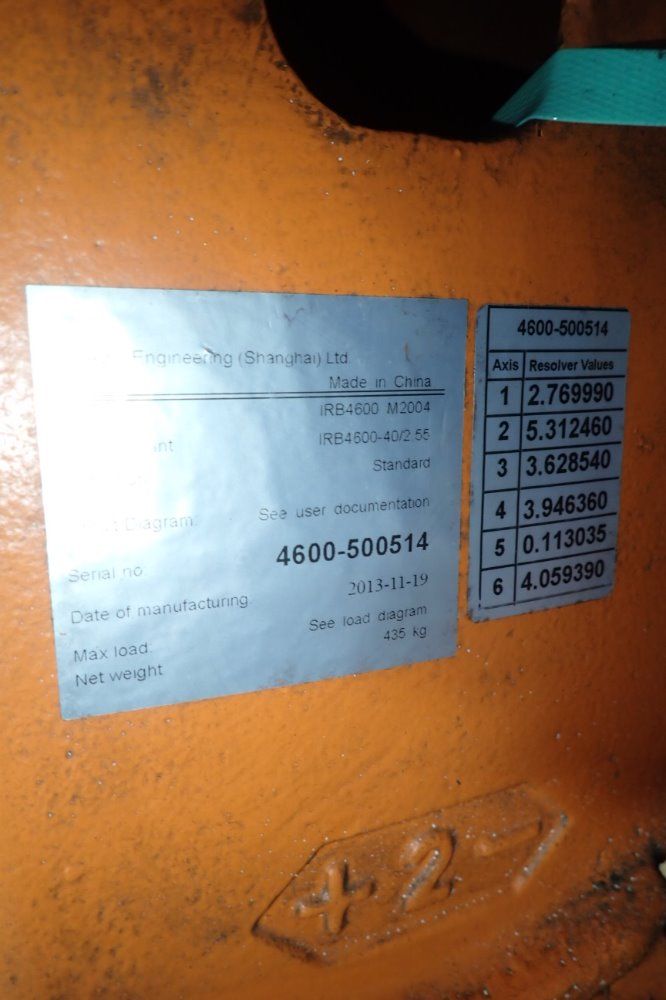 Engineering (Shanghai) Ltd
Made in China
IRB4600 M2004
IRB4600-40/2.55
Standard
Diagram: See user documentation
Serial no: 4600-500514
Date of manufacturing: 2013-11-19
Max load: See load diagram
Net weight 435 kg
4600-500514
Axis Resolver Values
1 2.769990
2 5.312460
3 3.628540
4 3.946360
5 0.113035
6 4.059390
+ 2 -